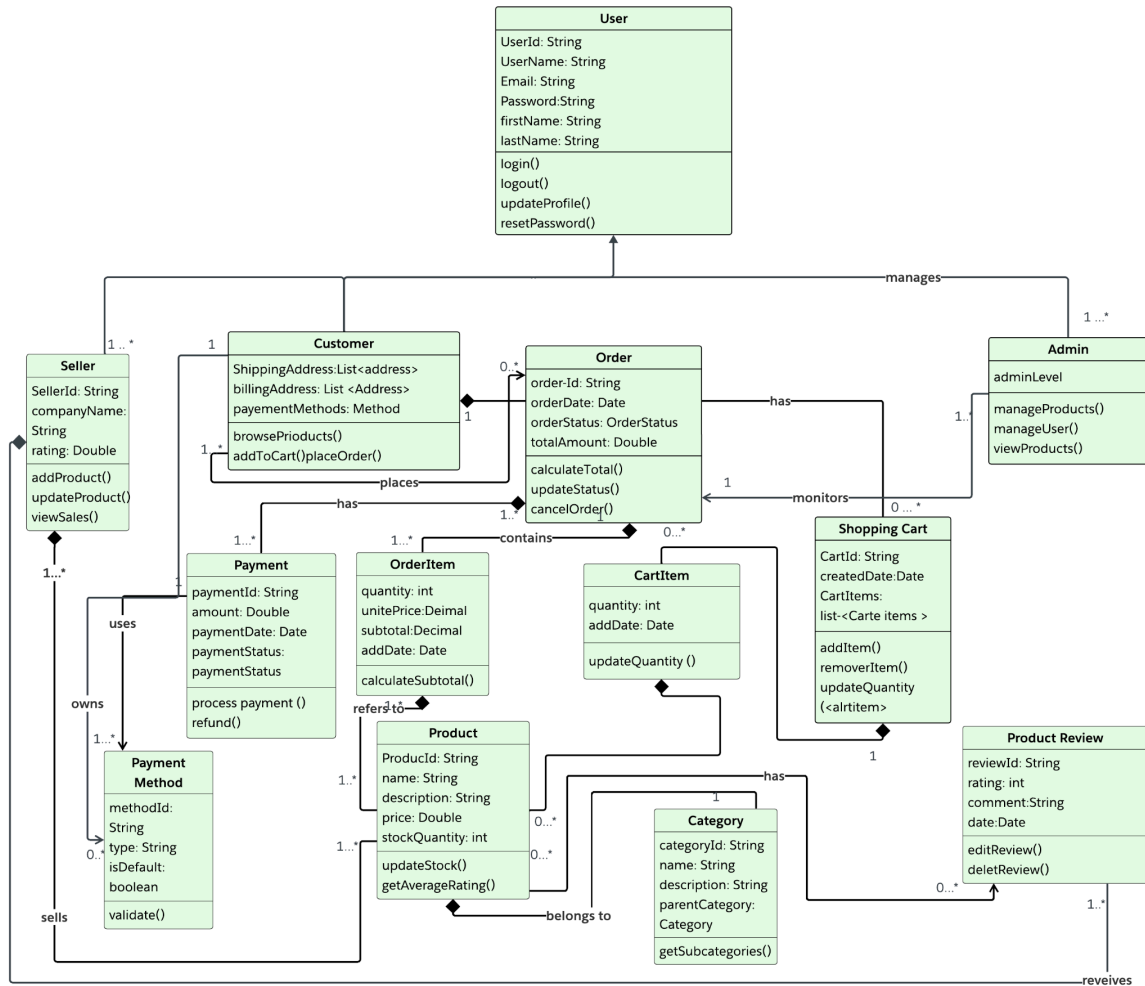 User
UserId: String
UserName: String
Email: String
Password:String
firstName: String
lastName: String
login()
logout()
updateProfile()
resetPassword()
manages
1 .. *
1
1 ...*
Seller
SellerId: String
companyName:
String
rating: Double
addProduct()
updateProduct()
viewSales()
Customer
ShippingAddress:List<address>
billingAddress: List <Address>
payementMethods: Method
browsePrioducts()
addToCart()placeOrder()
1..*
0..*
1
places
Order
order-Id: String
orderDate: Date
orderStatus: OrderStatus
totalAmount: Double
calculateTotal()
updateStatus()
cancelOrder()
has
Admin
adminLevel
manageProducts()
manageUser()
viewProducts()
1..*
1
monitors
has
1..*
1
1...*
contains
1...*
0...*
0 ... *
Shopping Cart
CartId: String
createdDate:Date
CartItems:
list-<Carte items >
addItem()
removerItem()
updateQuantity
(<alrtitem>
1
1...*
Payment
paymentId: String
amount: Double
paymentDate: Date
paymentStatus:
paymentStatus
process payment ()
refund()
1
uses
owns
1...*
0..*
OrderItem
quantity: int
unitePrice:Deimal
subtotal:Decimal
addDate: Date
calculateSubtotal()
CartItem
quantity: int
addDate: Date
updateQuantity ()
refers to
1..*
1..*
Payment
Method
methodId:
String
type: String
isDefault:
boolean
validate()
Product
ProducId: String
name: String
description: String
price: Double
stockQuantity: int
updateStock()
getAverageRating()
1...*
0...*
0...*
has
1
belongs to
Category
categoryId: String
name: String
description: String
parentCategory:
Category
getSubcategories()
Product Review
reviewId: String
rating: int
comment:String
date:Date
editReview()
deletReview()
0...*
1..*
sells
reveives